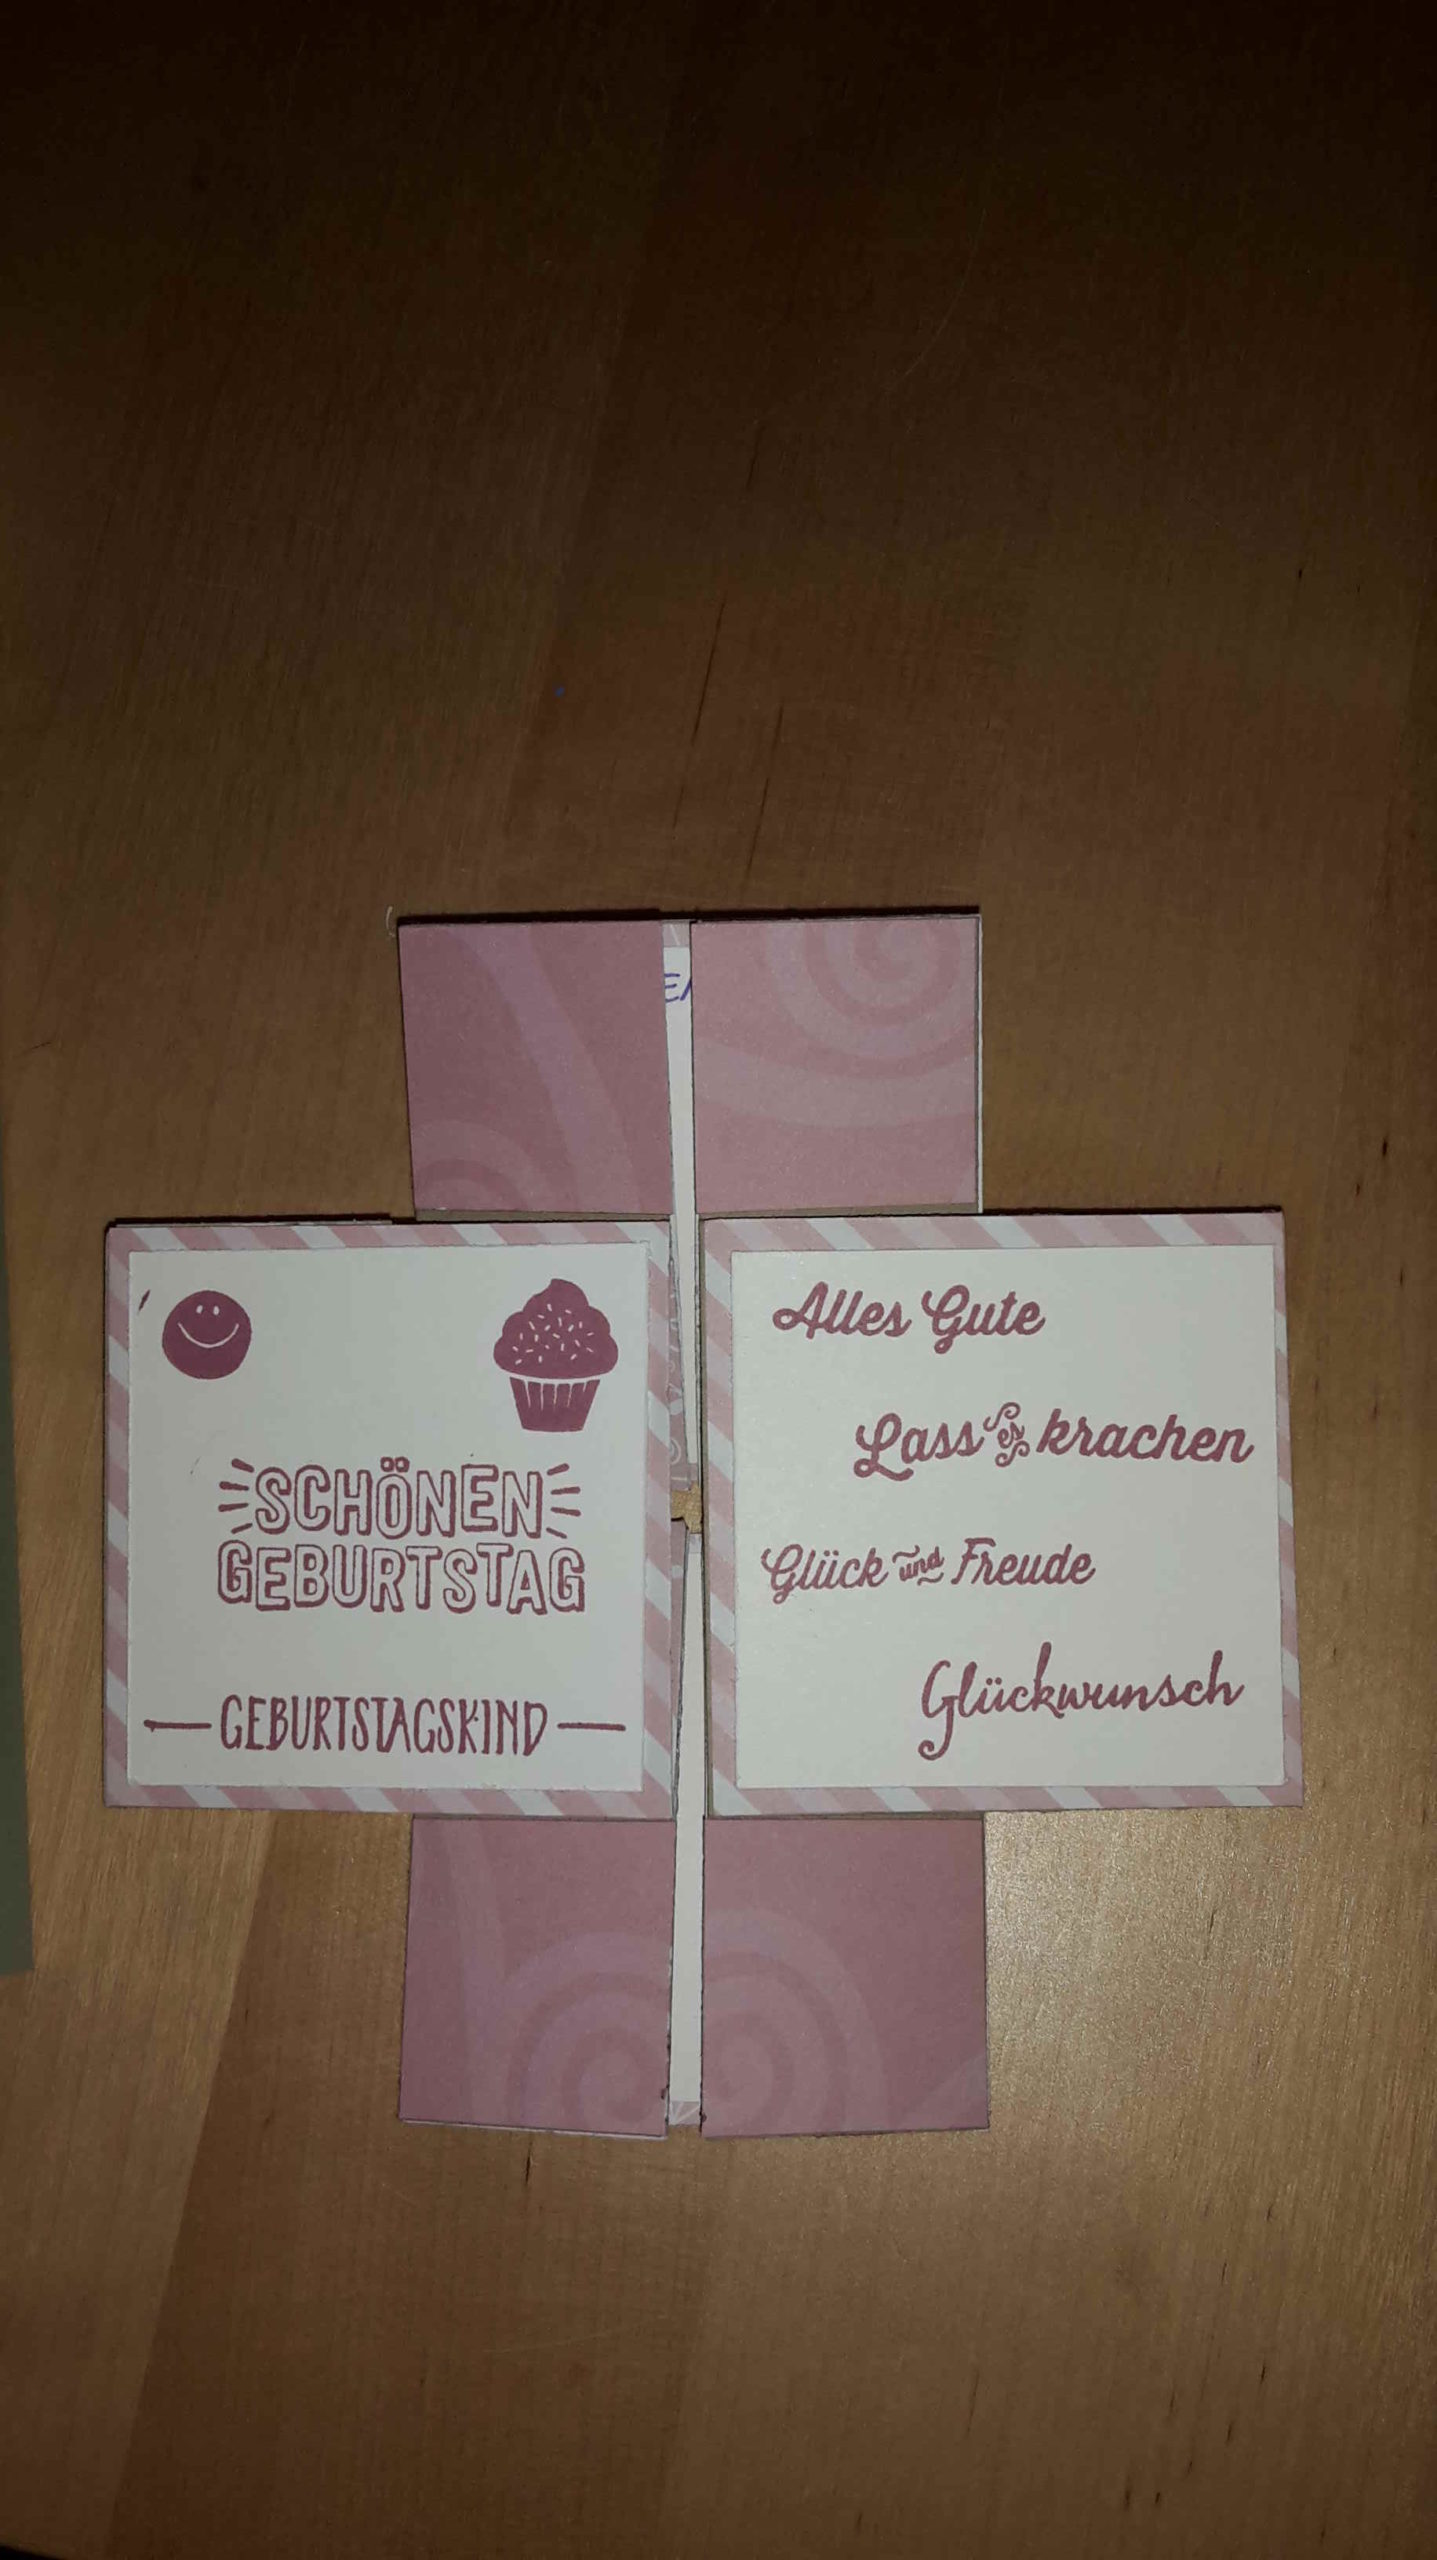 SCHÖNEN
GEBURTSTAG
GEBURTSTAGSKIND
Alles Gute
Lass es krachen
Glück und Freude
Glückwunsch